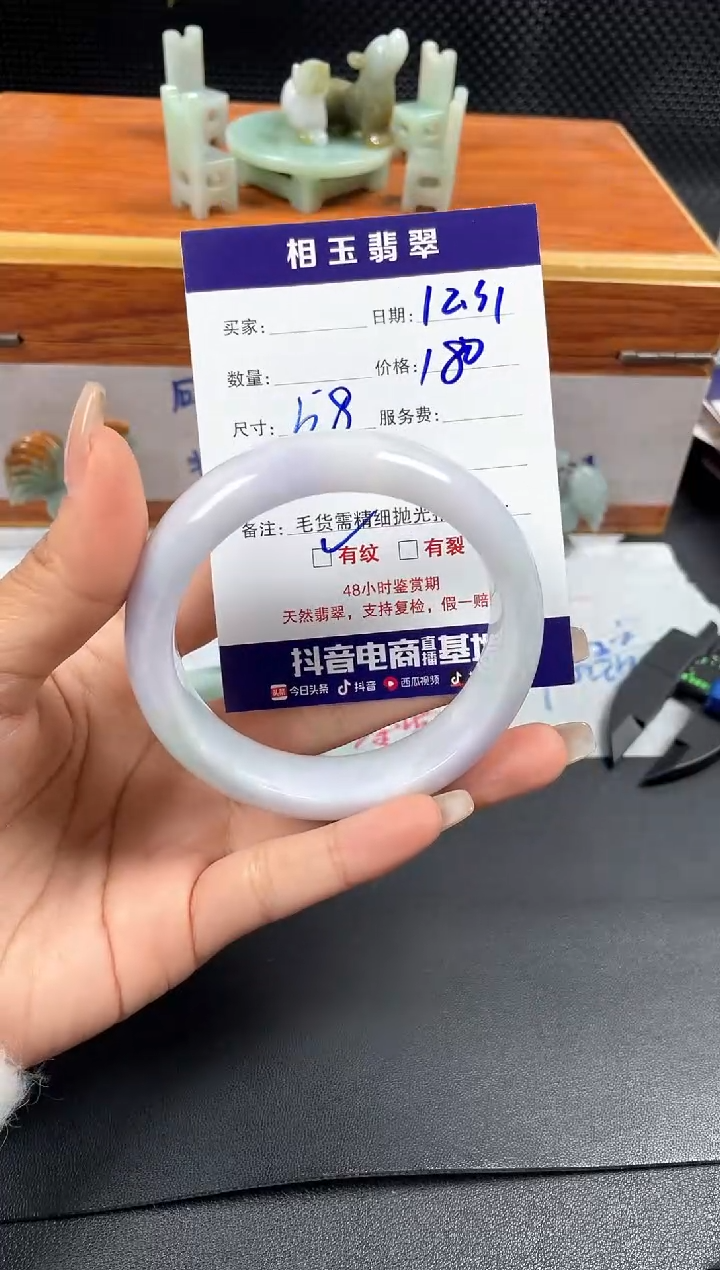 相玉翡翠
买家: 日期: 12.31
数量: 价格: 180
尺寸: 58 服务费:
备注: 毛货需精细抛光
有纹 有裂
48小时鉴赏期
天然翡翠，支持复检，假一赔
抖音电商直播基地
今日头条 抖音 西瓜视频